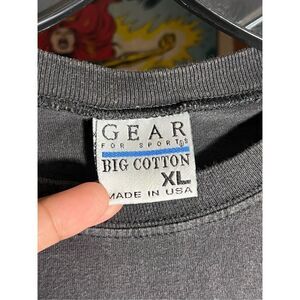 GEAR
FOR SPORTS®
BIG COTTON
XL
MADE IN USA